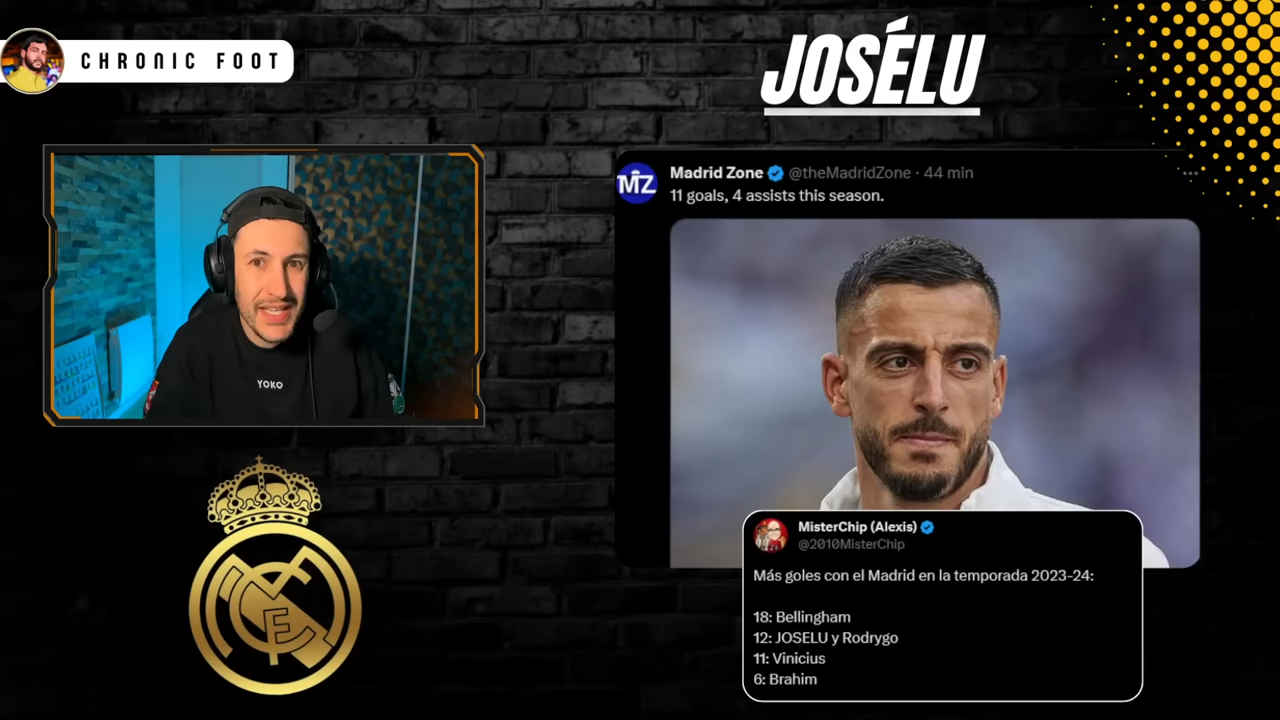 CHRONIC FOOT
JOSÉLU
MZ
Madrid Zone @theMadridZone · 44 min
11 goals, 4 assists this season.
YOKO
MisterChip (Alexis)
@2010MisterChip
Más goles con el Madrid en la temporada 2023-24:
18: Bellingham
12: JOSELU y Rodrygo
11: Vinicius
6: Brahim